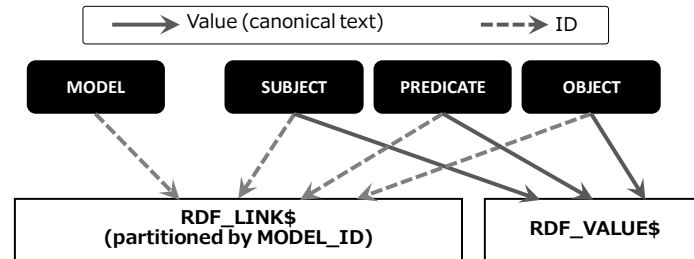 Value (canonical text) ID
MODEL SUBJECT PREDICATE OBJECT
RDF_LINK$
(partitioned by MODEL_ID)
RDF_VALUE$